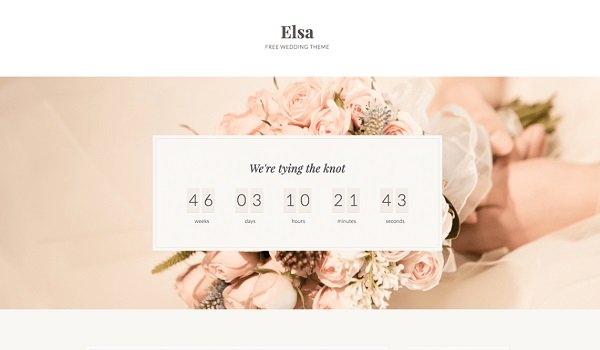 Elsa
FREE WEDDING THEME
We're tying the knot
46 03 10 21 43
weeks days hours minutes seconds